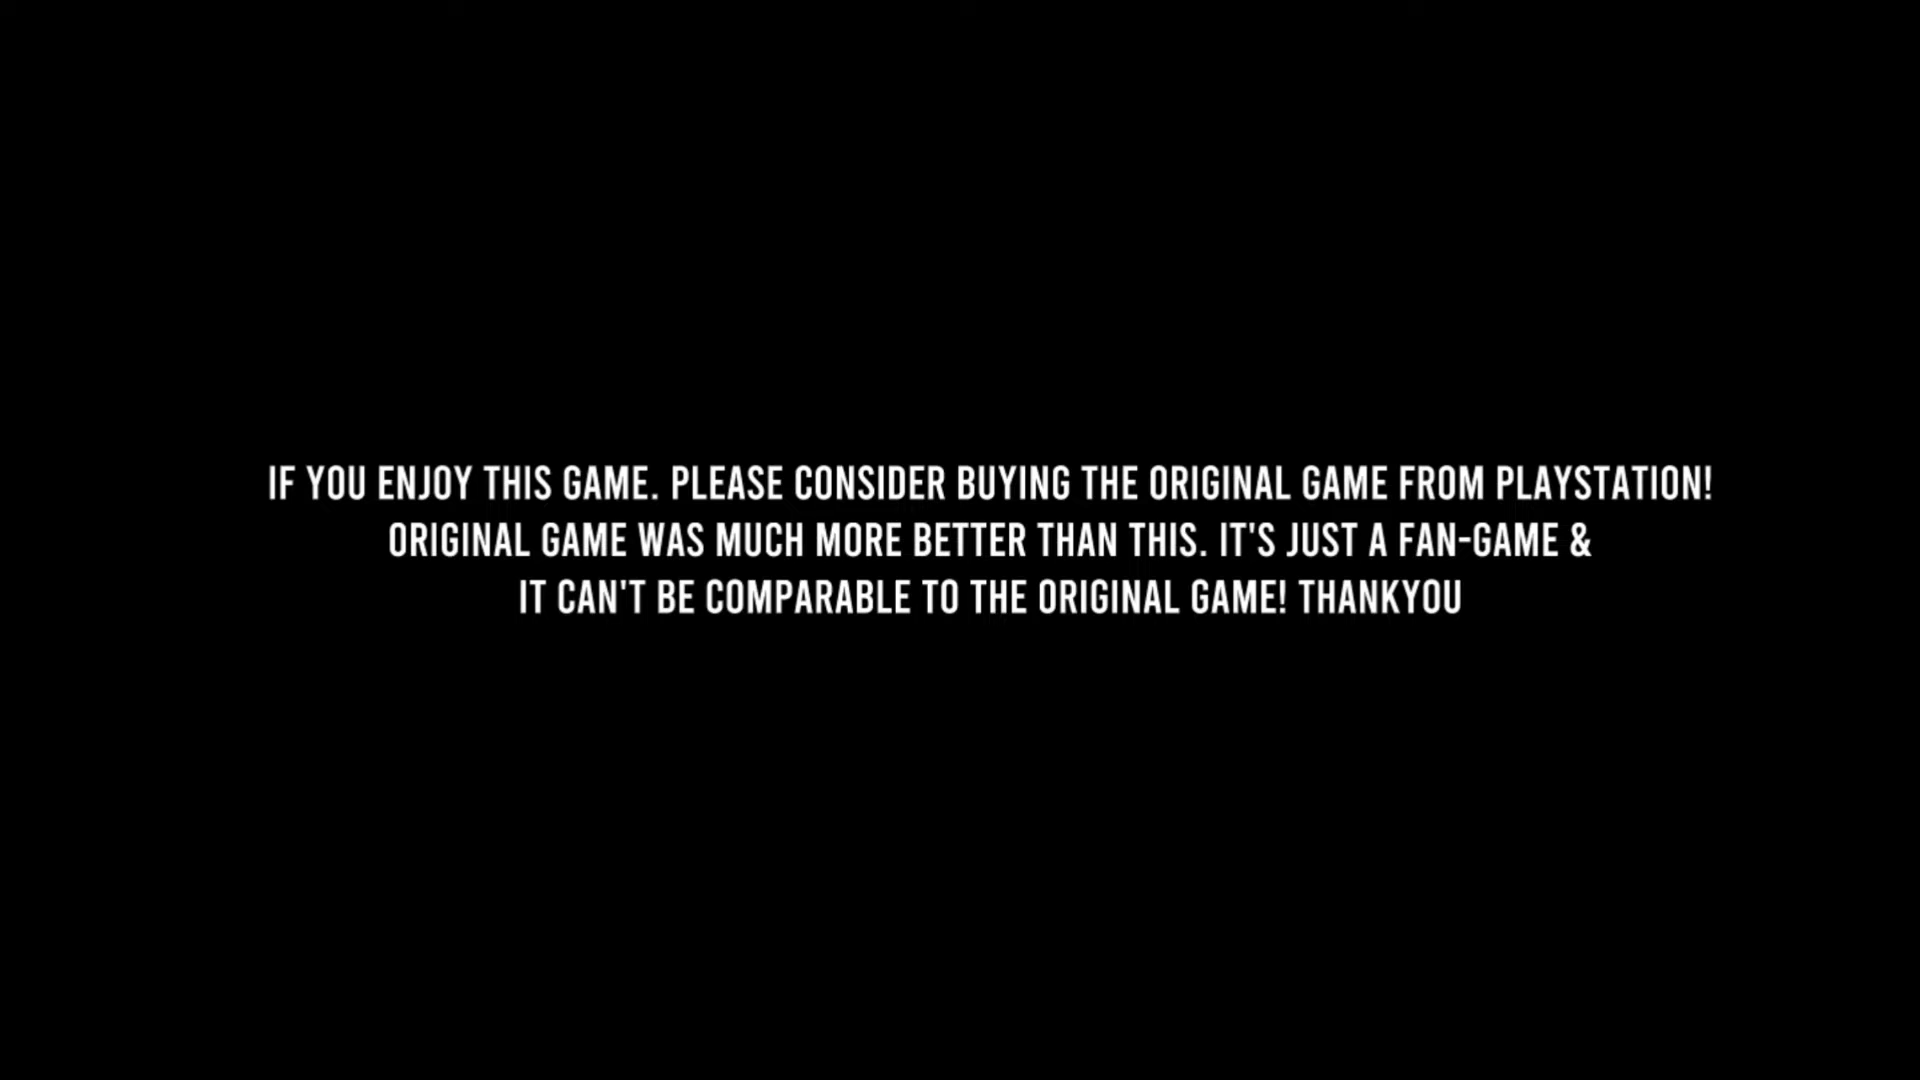 IF YOU ENJOY THIS GAME. PLEASE CONSIDER BUYING THE ORIGINAL GAME FROM PLAYSTATION!
ORIGINAL GAME WAS MUCH MORE BETTER THAN THIS. IT'S JUST A FAN-GAME &
IT CAN'T BE COMPARABLE TO THE ORIGINAL GAME! THANKYOU